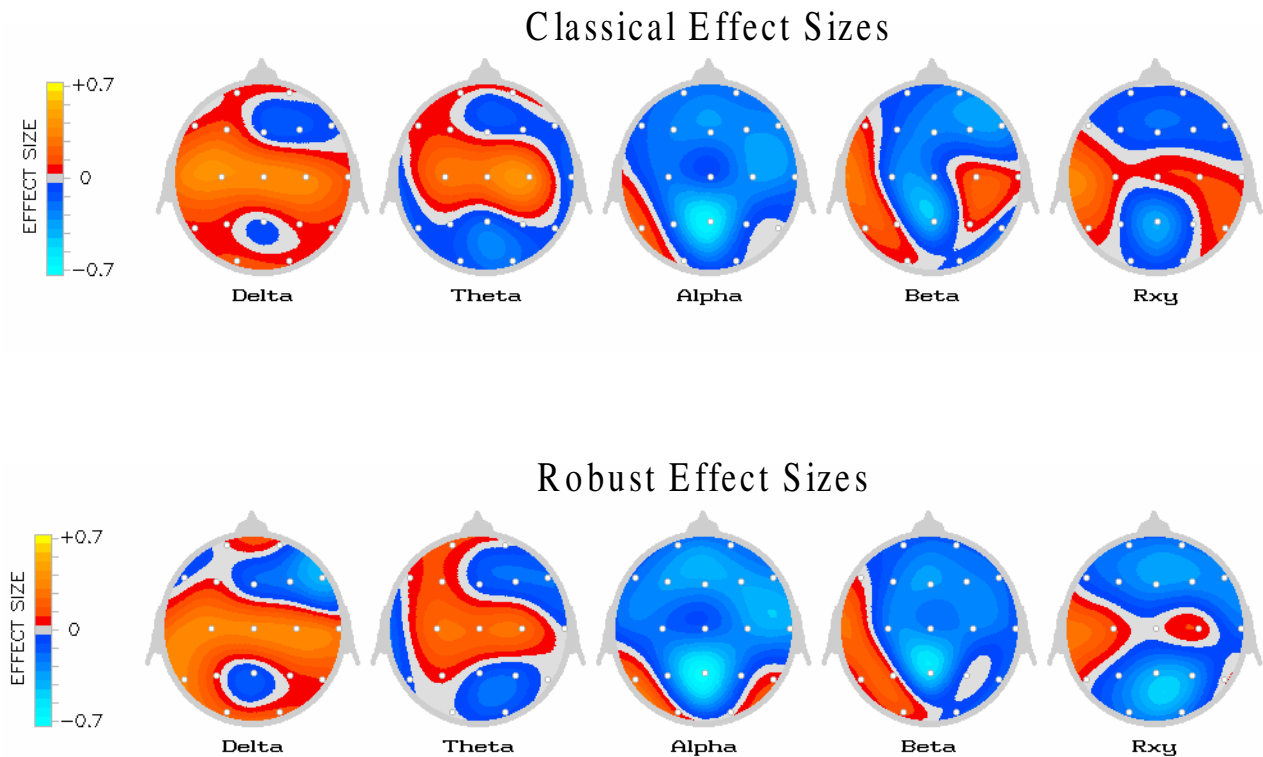 Classical Effect Sizes
EFFECT SIZE
+0.7
0
−0.7
Delta Theta Alpha Beta Rxy
Robust Effect Sizes
EFFECT SIZE
+0.7
0
−0.7
Delta Theta Alpha Beta Rxy